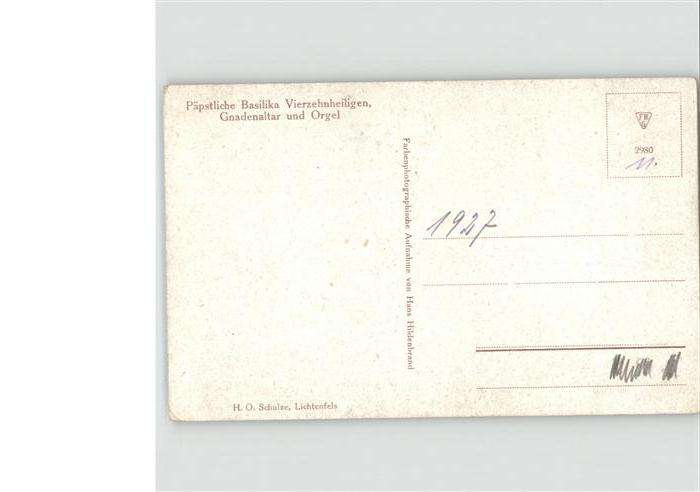 Päpstliche Basilika Vierzehnheiligen,
Gnadenaltar und Orgel
Farbenphotographische Aufnahme von Hans Hildenbrand
2980
11.
1927
H. O. Schulze, Lichtenfels